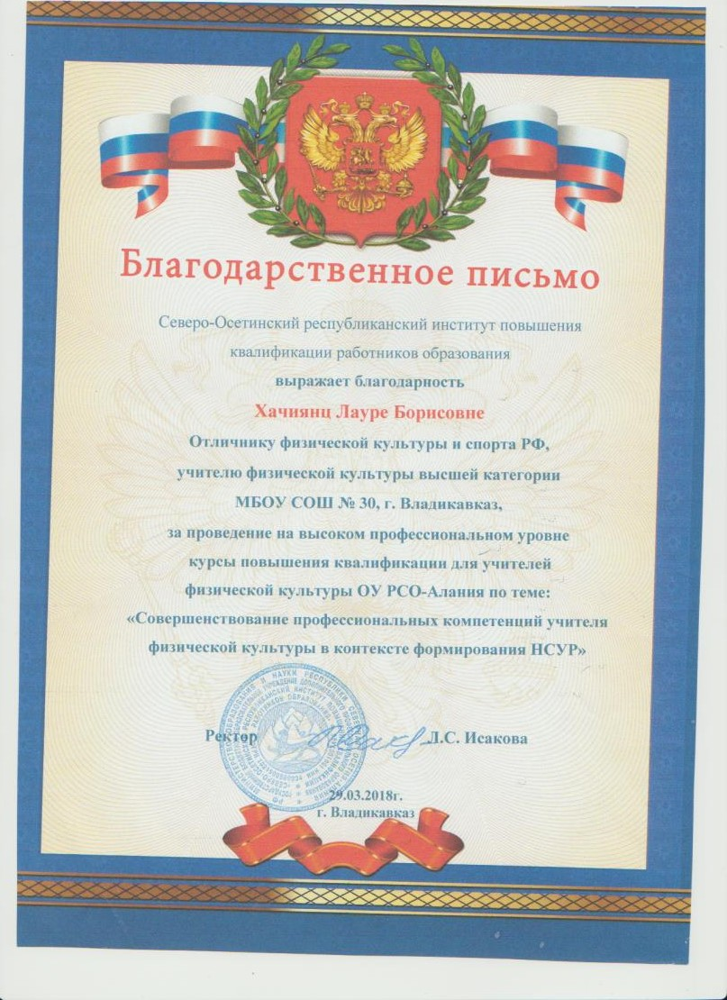 Благодарственное письмо
Северо-Осетинский республиканский институт повышения
квалификации работников образования
выражает благодарность
Хачиянц Лауре Борисовне
Отличнику физической культуры и спорта РФ,
учителю физической культуры высшей категории
МБОУ СОШ № 30, г. Владикавказ,
за проведение на высоком профессиональном уровне
курсы повышения квалификации для учителей
физической культуры ОУ РСО-Алания по теме:
«Совершенствование профессиональных компетенций учителя
физической культуры в контексте формирования НСУР»
Ректор Л.С. Исакова
29.03.2018г.
г. Владикавказ